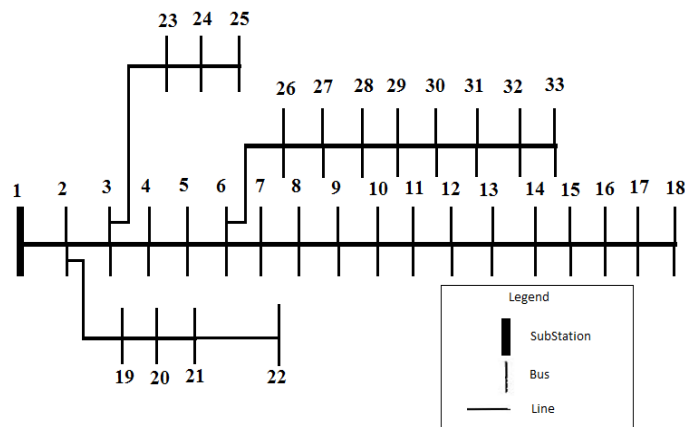 23 24 25
26 27 28 29 30 31 32 33
1 2 3 4 5 6 7 8 9 10 11 12 13 14 15 16 17 18
Legend
SubStation
Bus
Line
19 20 21 22